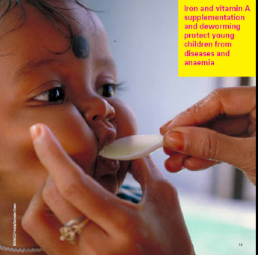 Iron and vitamin A
supplementation
and deworming
protect young
children from
diseases and
anaemia